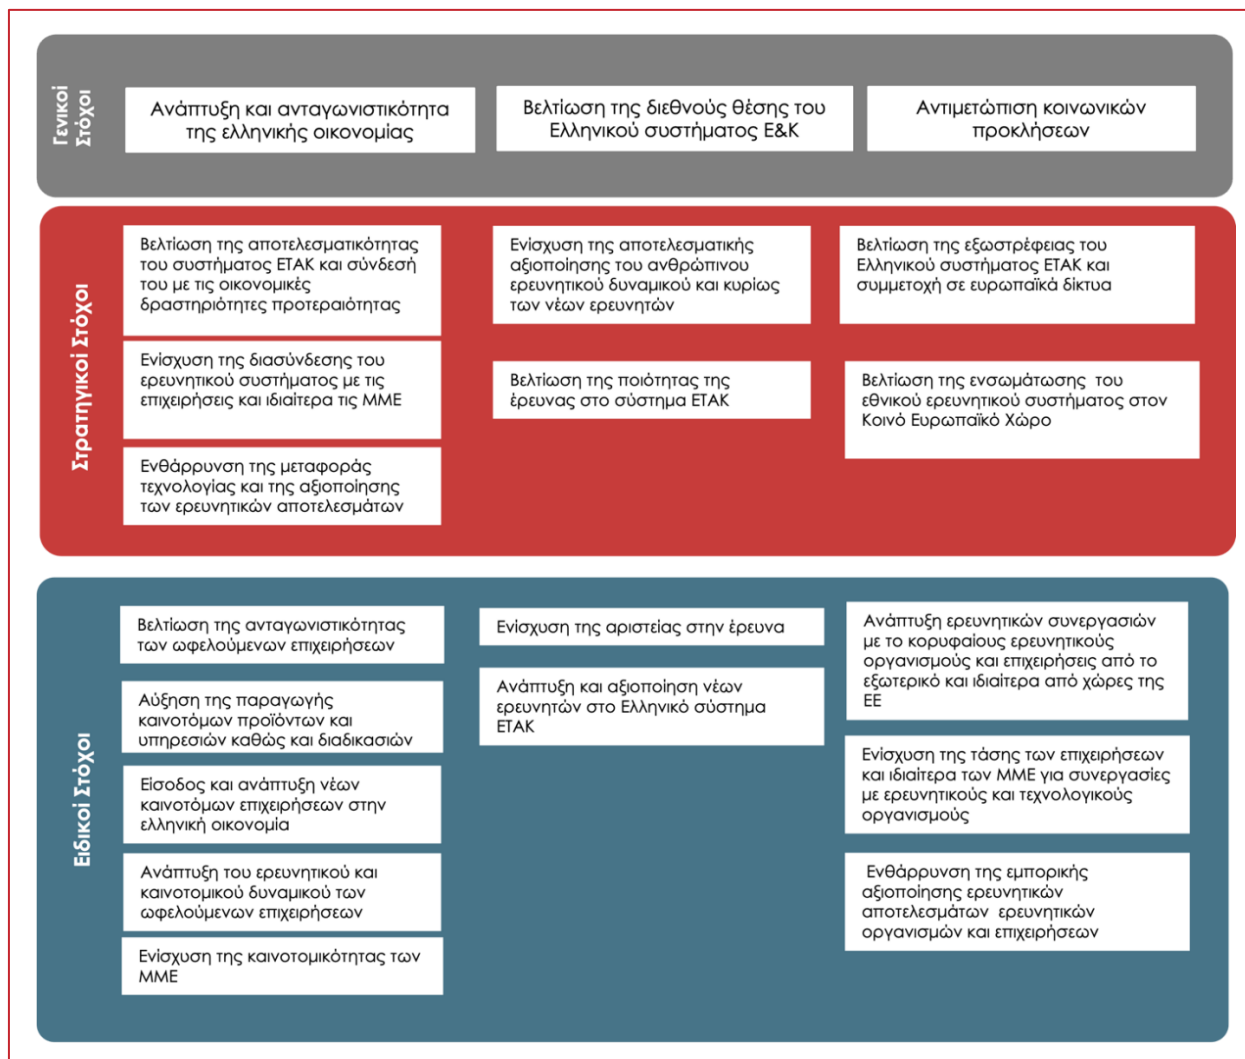 Γενικοί
Στόχοι
Ανάπτυξη και ανταγωνιστικότητα
της ελληνικής οικονομίας
Βελτίωση της διεθνούς θέσης του
Ελληνικού συστήματος Ε&Κ
Αντιμετώπιση κοινωνικών
προκλήσεων
Στρατηγικοί Στόχοι
Βελτίωση της αποτελεσματικότητας
του συστήματος ΕΤΑΚ και σύνδεσή
του με τις οικονομικές
δραστηριότητες προτεραιότητας
Ενίσχυση της διασύνδεσης του
ερευνητικού συστήματος με τις
επιχειρήσεις και ιδιαίτερα τις ΜΜΕ
Ενθάρρυνση της μεταφοράς
τεχνολογίας και της αξιοποίησης
των ερευνητικών αποτελεσμάτων
Ενίσχυση της αποτελεσματικής
αξιοποίησης του ανθρώπινου
ερευνητικού δυναμικού και κυρίως
των νέων ερευνητών
Βελτίωση της ποιότητας της
έρευνας στο σύστημα ΕΤΑΚ
Βελτίωση της εξωστρέφειας του
Ελληνικού συστήματος ΕΤΑΚ και
συμμετοχή σε ευρωπαϊκά δίκτυα
Βελτίωση της ενσωμάτωσης του
εθνικού ερευνητικού συστήματος στον
Κοινό Ευρωπαϊκό Χώρο
Ειδικοί Στόχοι
Βελτίωση της ανταγωνιστικότητας
των ωφελούμενων επιχειρήσεων
Αύξηση της παραγωγής
καινοτόμων προϊόντων και
υπηρεσιών καθώς και διαδικασιών
Είσοδος και ανάπτυξη νέων
καινοτόμων επιχειρήσεων στην
ελληνική οικονομία
Ανάπτυξη του ερευνητικού και
καινοτομικού δυναμικού των
ωφελούμενων επιχειρήσεων
Ενίσχυση της καινοτομικότητας των
ΜΜΕ
Ενίσχυση της αριστείας στην έρευνα
Ανάπτυξη και αξιοποίηση νέων
ερευνητών στο Ελληνικό σύστημα
ΕΤΑΚ
Ανάπτυξη ερευνητικών συνεργασιών
με το κορυφαίους ερευνητικούς
οργανισμούς και επιχειρήσεις από το
εξωτερικό και ιδιαίτερα από χώρες της
ΕΕ
Ενίσχυση της τάσης των επιχειρήσεων
και ιδιαίτερα των ΜΜΕ για συνεργασίες
με ερευνητικούς και τεχνολογικούς
οργανισμούς
Ενθάρρυνση της εμπορικής
αξιοποίησης ερευνητικών
αποτελεσμάτων ερευνητικών
οργανισμών και επιχειρήσεων